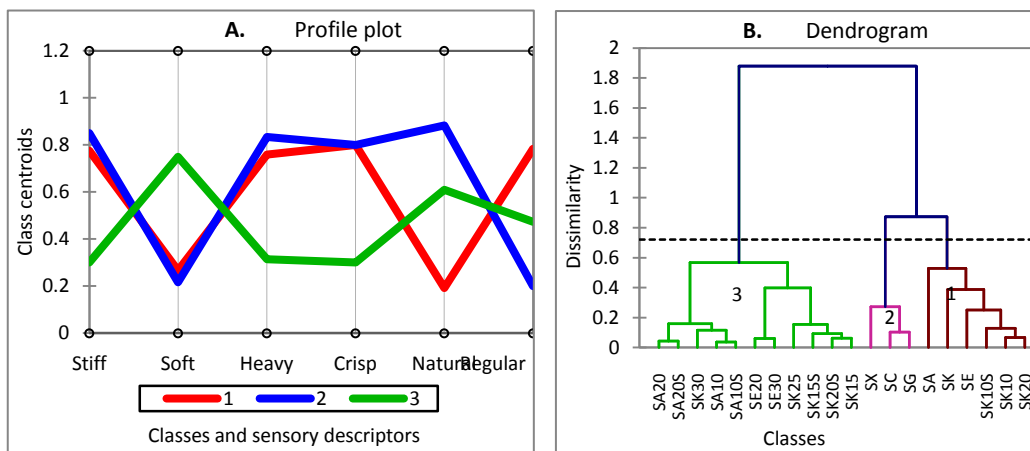 A. Profile plot
1.2
1
0.8
0.6
0.4
0.2
0
Class centroids
Stiff Soft Heavy Crisp Natural Regular
1 2 3
Classes and sensory descriptors
B. Dendrogram
2
1.8
1.6
1.4
1.2
1
0.8
0.6
0.4
0.2
0
Dissimilarity
3
2
1
SA20
SA20S
SK30
SA10
SA10S
SE20
SE30
SK25
SK15S
SK20S
SK15
SX
SC
SG
SA
SK
SE
SK10S
SK10
SK20
Classes